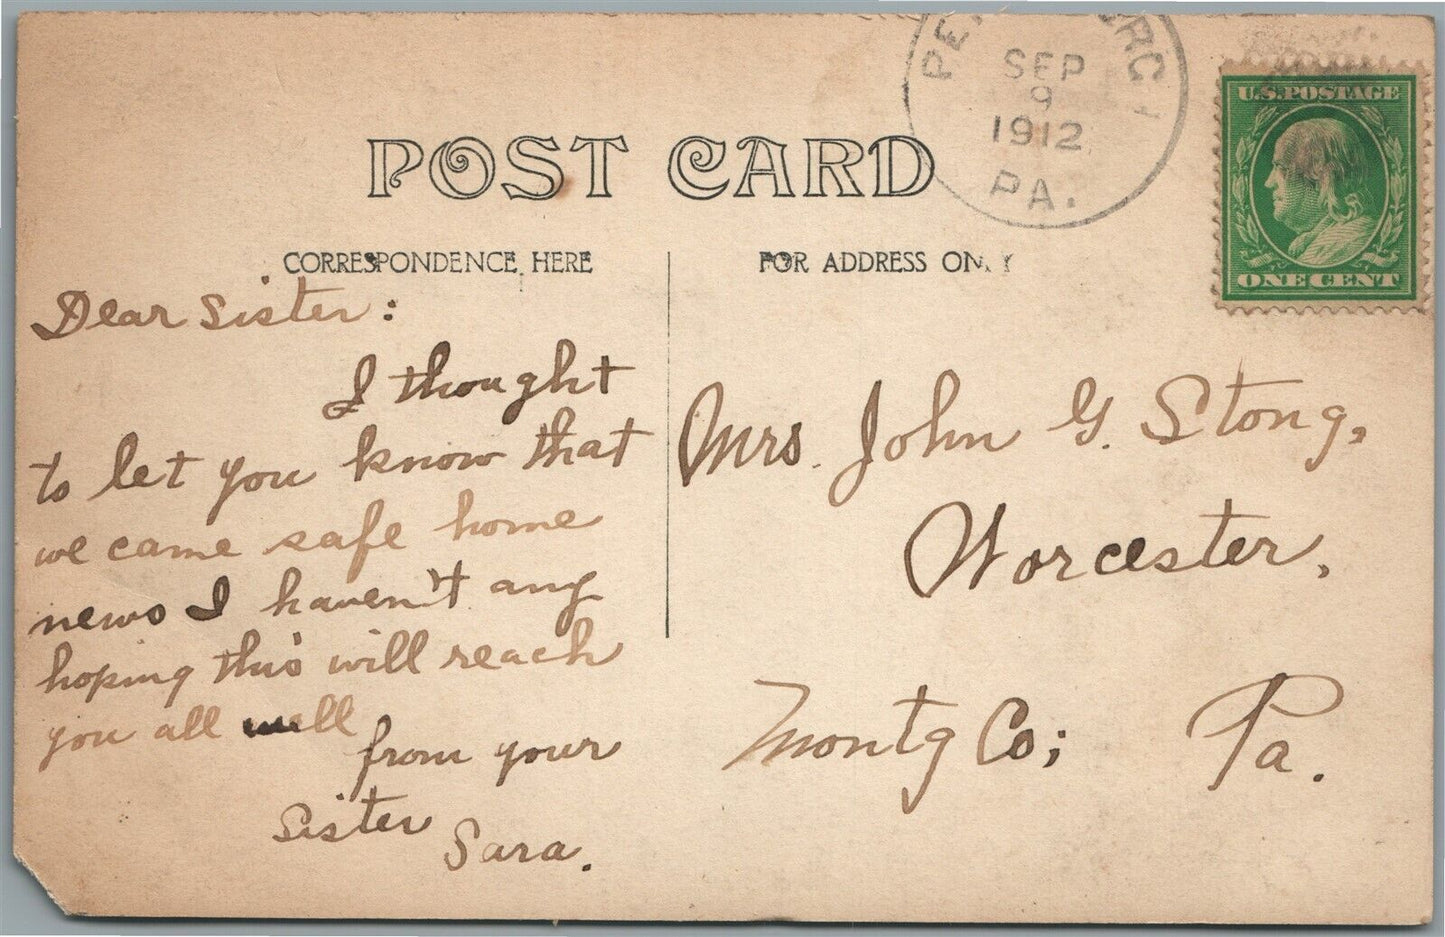 SEP
9
1912
PA.
U.S. POSTAGE
ONE CENT
POST CARD
CORRESPONDENCE HERE
FOR ADDRESS ONLY
Dear Sister:
I thought
to let you know that
we came safe home
news I haven't any
hoping this will reach
you all well
from your
sister
Sara.
Mrs. John G. Stong,
Worcester,
Montg Co; Pa.